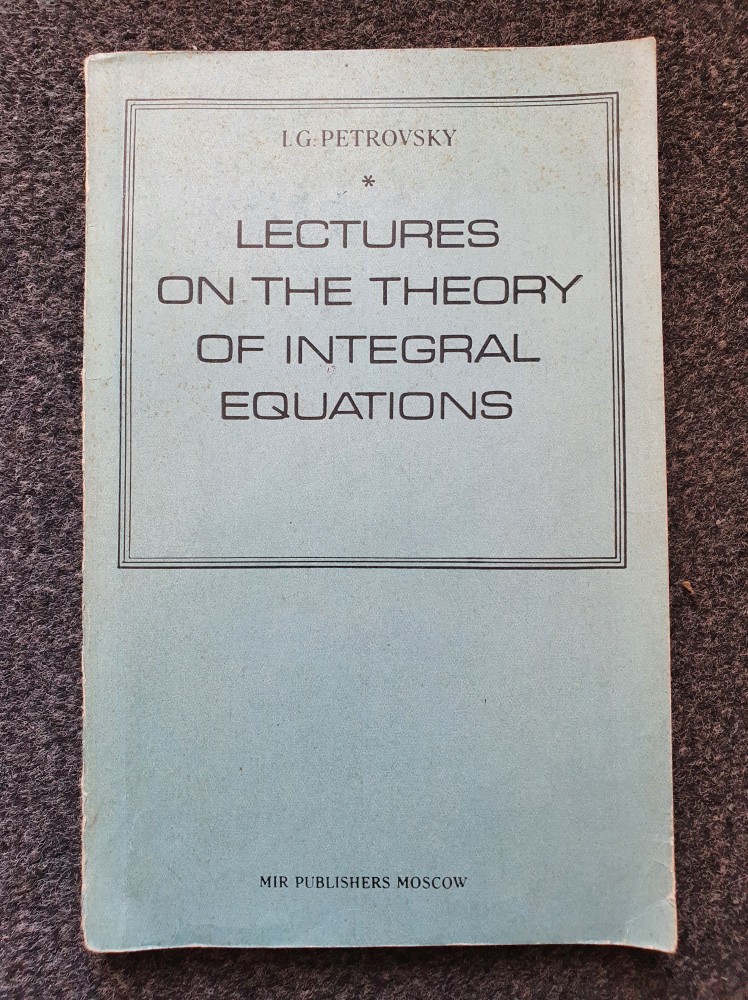 I.G. PETROVSKY
*
LECTURES
ON THE THEORY
OF INTEGRAL
EQUATIONS
MIR PUBLISHERS MOSCOW